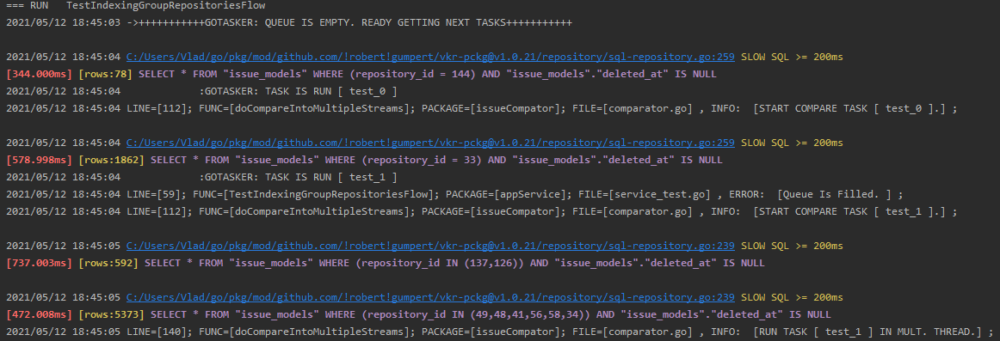 === RUN   TestIndexingGroupRepositoriesFlow
2021/05/12 18:45:03 ->+++++++++++GOTASKER: QUEUE IS EMPTY. READY GETTING NEXT TASKS+++++++++++
2021/05/12 18:45:04 C:/Users/Vlad/go/pkg/mod/github.com/!robert!gumpert/vkr-pckg@v1.0.21/repository/sql-repository.go:259 SLOW SQL >= 200ms
[344.000ms] [rows:78] SELECT * FROM "issue_models" WHERE (repository_id = 144) AND "issue_models"."deleted_at" IS NULL
2021/05/12 18:45:04             :GOTASKER: TASK IS RUN [ test_0 ]
2021/05/12 18:45:04 LINE=[112]; FUNC=[doCompareIntoMultipleStreams]; PACKAGE=[issueCompator]; FILE=[comparator.go] , INFO:  [START COMPARE TASK [ test_0 ].] ;
2021/05/12 18:45:04 C:/Users/Vlad/go/pkg/mod/github.com/!robert!gumpert/vkr-pckg@v1.0.21/repository/sql-repository.go:259 SLOW SQL >= 200ms
[578.998ms] [rows:1862] SELECT * FROM "issue_models" WHERE (repository_id = 33) AND "issue_models"."deleted_at" IS NULL
2021/05/12 18:45:04             :GOTASKER: TASK IS RUN [ test_1 ]
2021/05/12 18:45:04 LINE=[59]; FUNC=[TestIndexingGroupRepositoriesFlow]; PACKAGE=[appService]; FILE=[service_test.go] , ERROR:  [Queue Is Filled. ] ;
2021/05/12 18:45:04 LINE=[112]; FUNC=[doCompareIntoMultipleStreams]; PACKAGE=[issueCompator]; FILE=[comparator.go] , INFO:  [START COMPARE TASK [ test_1 ].] ;
2021/05/12 18:45:05 C:/Users/Vlad/go/pkg/mod/github.com/!robert!gumpert/vkr-pckg@v1.0.21/repository/sql-repository.go:239 SLOW SQL >= 200ms
[737.003ms] [rows:592] SELECT * FROM "issue_models" WHERE (repository_id IN (137,126)) AND "issue_models"."deleted_at" IS NULL
2021/05/12 18:45:05 C:/Users/Vlad/go/pkg/mod/github.com/!robert!gumpert/vkr-pckg@v1.0.21/repository/sql-repository.go:239 SLOW SQL >= 200ms
[472.008ms] [rows:5373] SELECT * FROM "issue_models" WHERE (repository_id IN (49,48,41,56,58,34)) AND "issue_models"."deleted_at" IS NULL
2021/05/12 18:45:05 LINE=[140]; FUNC=[doCompareIntoMultipleStreams]; PACKAGE=[issueCompator]; FILE=[comparator.go] , INFO:  [RUN TASK [ test_1 ] IN MULT. THREAD.] ;